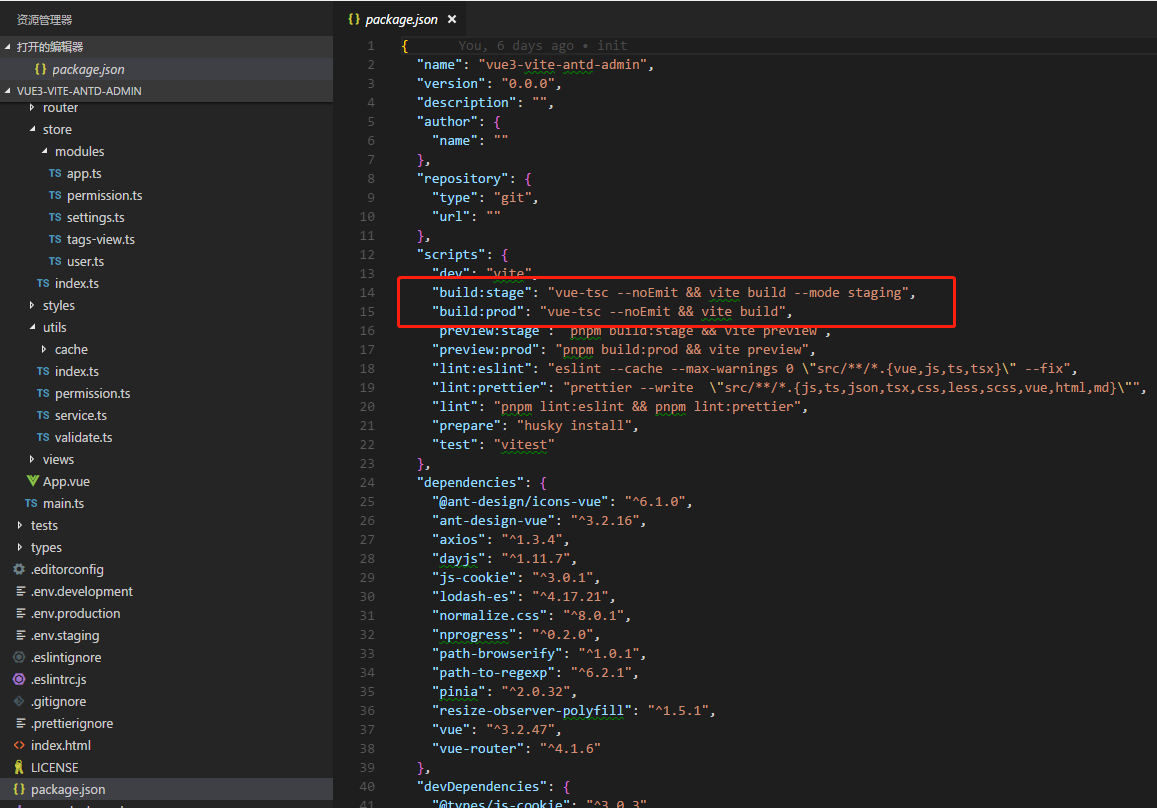 资源管理器
打开的编辑器
{} package.json
VUE3-VITE-ANTD-ADMIN
router
store
modules
TS app.ts
TS permission.ts
TS settings.ts
TS tags-view.ts
TS user.ts
TS index.ts
styles
utils
cache
TS index.ts
TS permission.ts
TS service.ts
TS validate.ts
views
App.vue
TS main.ts
tests
types
.editorconfig
.env.development
.env.production
.env.staging
.eslintignore
.eslintrc.js
.gitignore
.prettierignore
<> index.html
LICENSE
{} package.json
{} package.json ×
1 { You, 6 days ago • init
2 "name": "vue3-vite-antd-admin",
3 "version": "0.0.0",
4 "description": "",
5 "author": {
6 "name": ""
7 },
8 "repository": {
9 "type": "git",
10 "url": ""
11 },
12 "scripts": {
13 "dev": "vite",
14 "build:stage": "vue-tsc --noEmit && vite build --mode staging",
15 "build:prod": "vue-tsc --noEmit && vite build",
16 "preview:stage": "pnpm build:stage && vite preview",
17 "preview:prod": "pnpm build:prod && vite preview",
18 "lint:eslint": "eslint --cache --max-warnings 0 \"src/**/*.{vue,js,ts,tsx}\" --fix",
19 "lint:prettier": "prettier --write  \"src/**/*.{js,ts,json,tsx,css,less,scss,vue,html,md}\"",
20 "lint": "pnpm lint:eslint && pnpm lint:prettier",
21 "prepare": "husky install",
22 "test": "vitest"
23 },
24 "dependencies": {
25 "@ant-design/icons-vue": "^6.1.0",
26 "ant-design-vue": "^3.2.16",
27 "axios": "^1.3.4",
28 "dayjs": "^1.11.7",
29 "js-cookie": "^3.0.1",
30 "lodash-es": "^4.17.21",
31 "normalize.css": "^8.0.1",
32 "nprogress": "^0.2.0",
33 "path-browserify": "^1.0.1",
34 "path-to-regexp": "^6.2.1",
35 "pinia": "^2.0.32",
36 "resize-observer-polyfill": "^1.5.1",
37 "vue": "^3.2.47",
38 "vue-router": "^4.1.6"
39 },
40 "devDependencies": {
41 "@types/js-cookie": "^3.0.3"